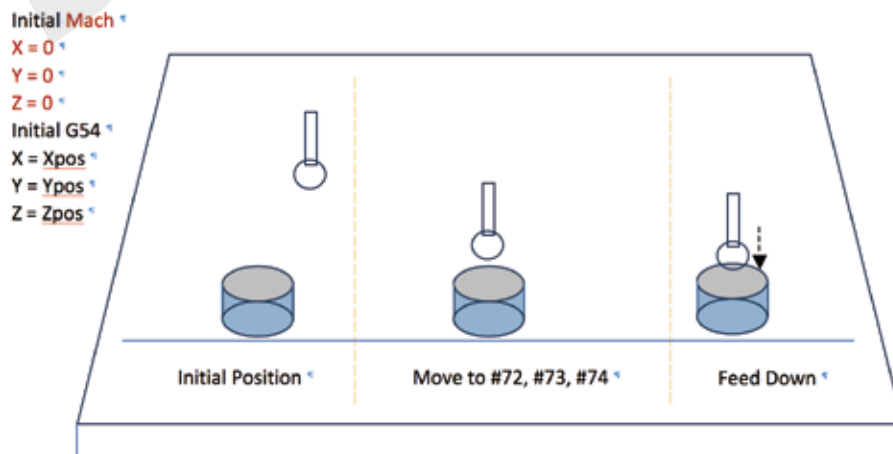 Initial Mach
X = 0
Y = 0
Z = 0
Initial G54
X = Xpos
Y = Ypos
Z = Zpos
Initial Position
Move to #72, #73, #74
Feed Down